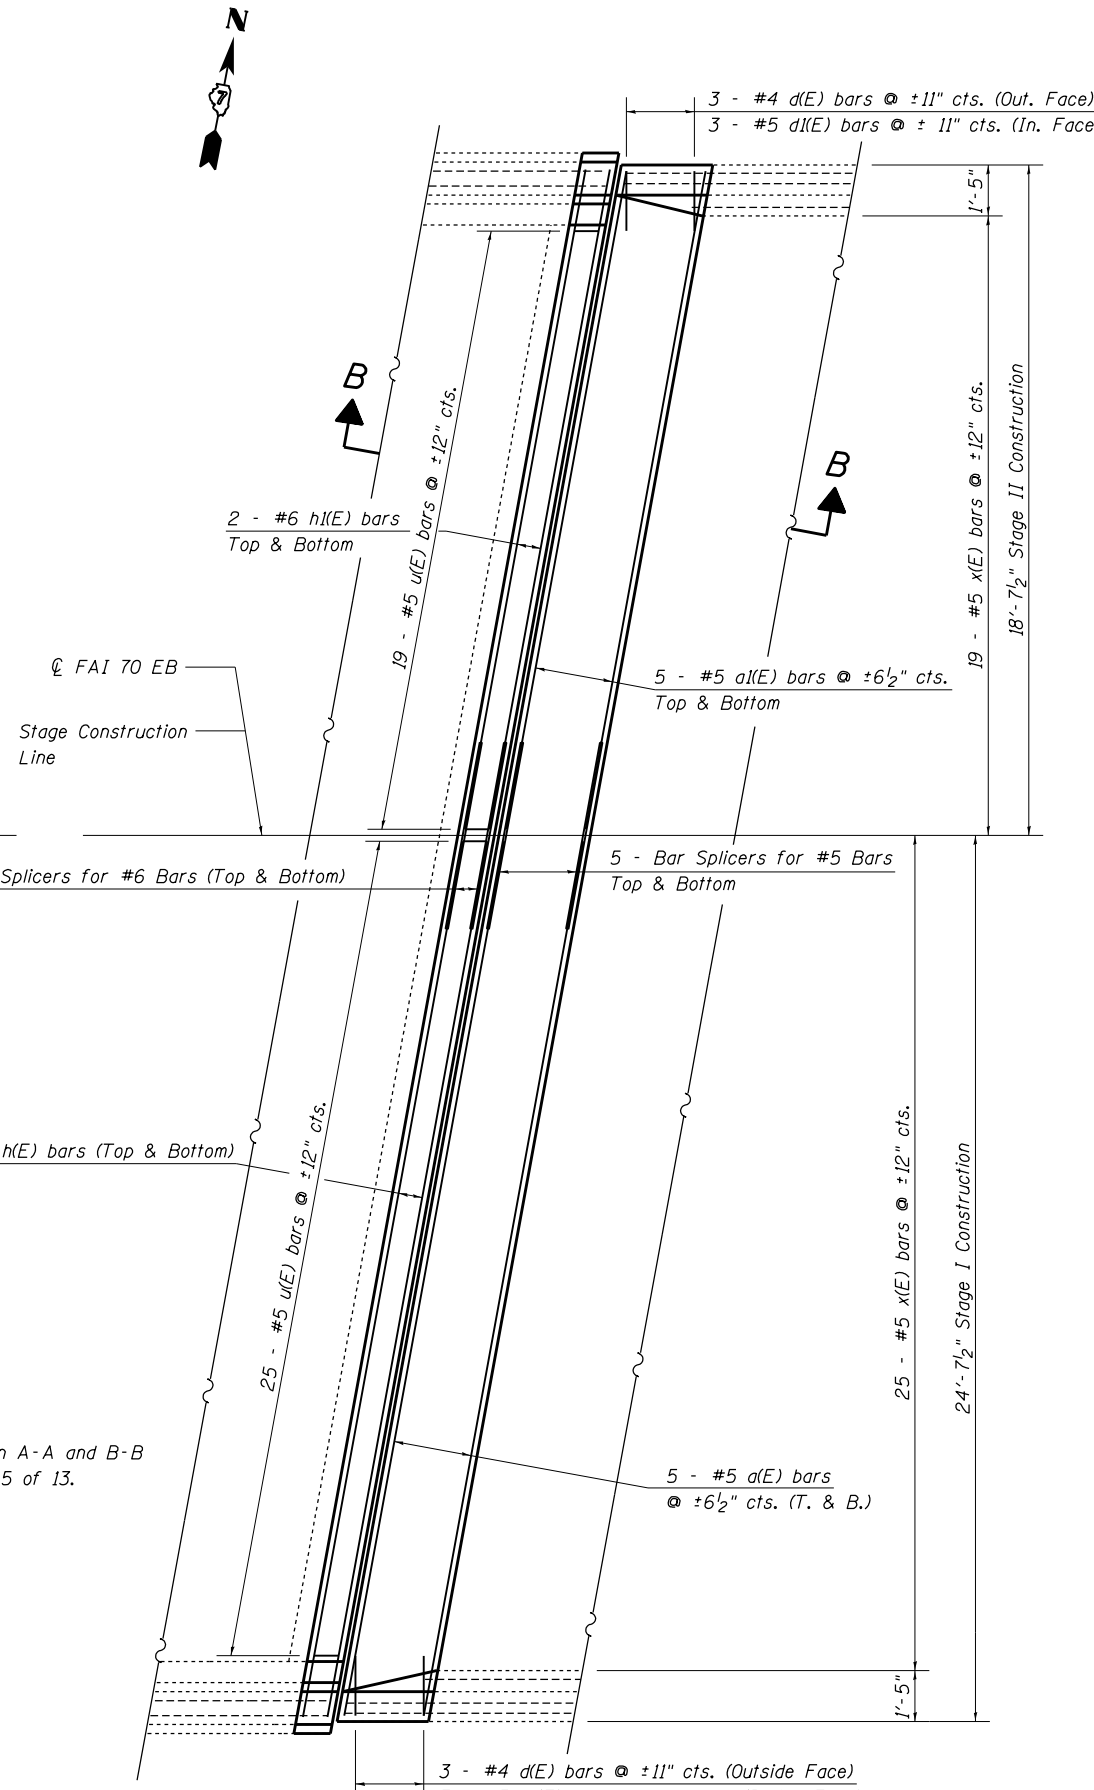 N
7
3 - #4 d(E) bars @ ±11" cts. (Out. Face)
3 - #5 d1(E) bars @ ± 11" cts. (In. Face
1'-5"
B
B
19 - #5 u(E) bars @ ±12" cts.
19 - #5 x(E) bars @ ±12" cts.
18'-7½" Stage II Construction
2 - #6 h1(E) bars
Top & Bottom
℄ FAI 70 EB
Stage Construction
Line
5 - #5 a1(E) bars @ ±6½" cts.
Top & Bottom
Splicers for #6 Bars (Top & Bottom)
5 - Bar Splicers for #5 Bars
Top & Bottom
h(E) bars (Top & Bottom)
25 - #5 u(E) bars @ ±12" cts.
25 - #5 x(E) bars @ ±12" cts.
24'-7½" Stage I Construction
n A-A and B-B
5 of 13.
5 - #5 a(E) bars
@ ±6½" cts. (T. & B.)
1'-5"
3 - #4 d(E) bars @ ±11" cts. (Outside Face)